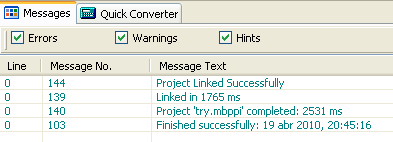 Messages Quick Converter
Errors Warnings Hints
Line Message No. Message Text
0 144 Project Linked Successfully
0 139 Linked in 1765 ms
0 140 Project 'try.mbppi' completed: 2531 ms
0 103 Finished successfully: 19 abr 2010, 20:45:16